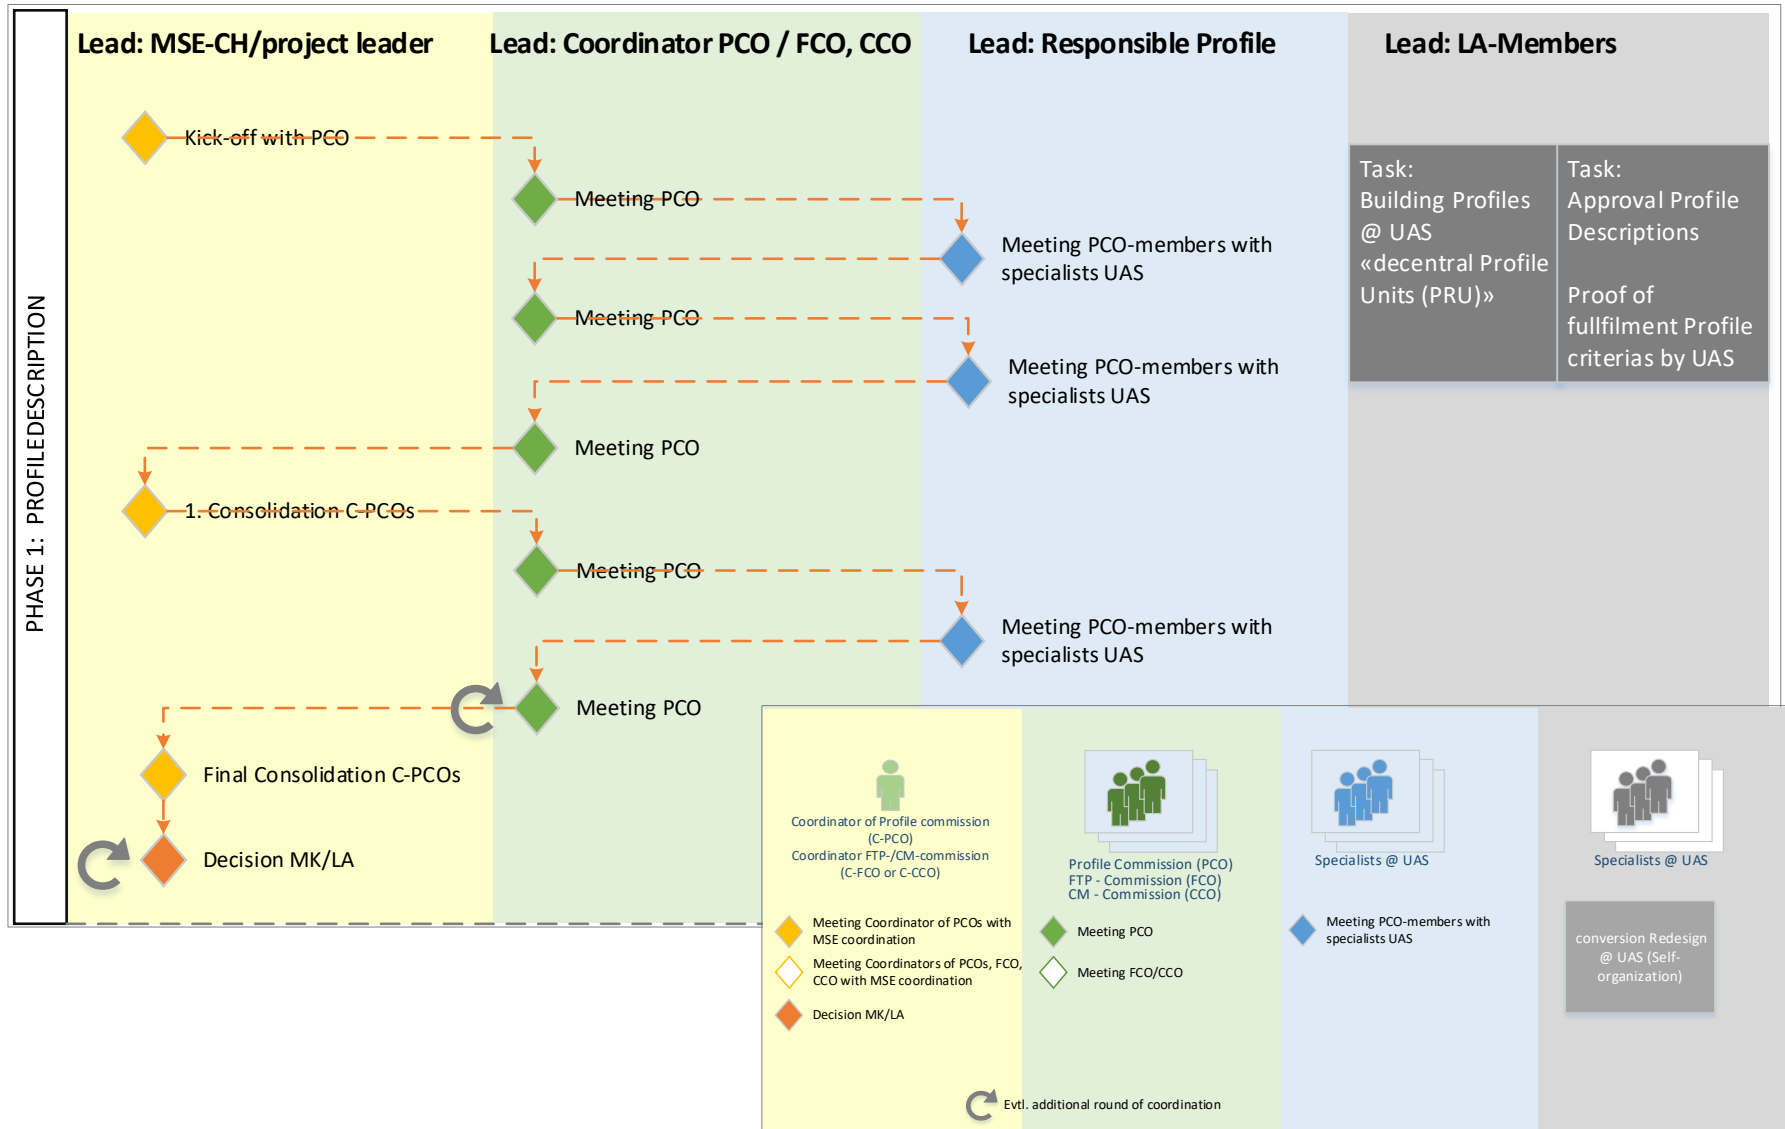 Lead: MSE-CH/project leader
Lead: Coordinator PCO / FCO, CCO
Lead: Responsible Profile
Lead: LA-Members
PHASE 1: PROFILEDESCRIPTION
Kick-off with PCO
Meeting PCO
Meeting PCO-members with
specialists UAS
Meeting PCO
Meeting PCO-members with
specialists UAS
Meeting PCO
1. Consolidation C-PCOs
Meeting PCO
Meeting PCO-members with
specialists UAS
Meeting PCO
Final Consolidation C-PCOs
Decision MK/LA
Task:
Building Profiles
@ UAS
«decentral Profile
Units (PRU)»
Task:
Approval Profile
Descriptions
Proof of
fullfilment Profile
criterias by UAS
Coordinator of Profile commission
(C-PCO)
Coordinator FTP-/CM-commission
(C-FCO or C-CCO)
Meeting Coordinator of PCOs with
MSE coordination
Meeting Coordinators of PCOs, FCO,
CCO with MSE coordination
Decision MK/LA
Profile Commission (PCO)
FTP - Commission (FCO)
CM - Commission (CCO)
Meeting PCO
Meeting FCO/CCO
Specialists @ UAS
Meeting PCO-members with
specialists UAS
Specialists @ UAS
conversion Redesign
@ UAS (Self-
organization)
Evtl. additional round of coordination